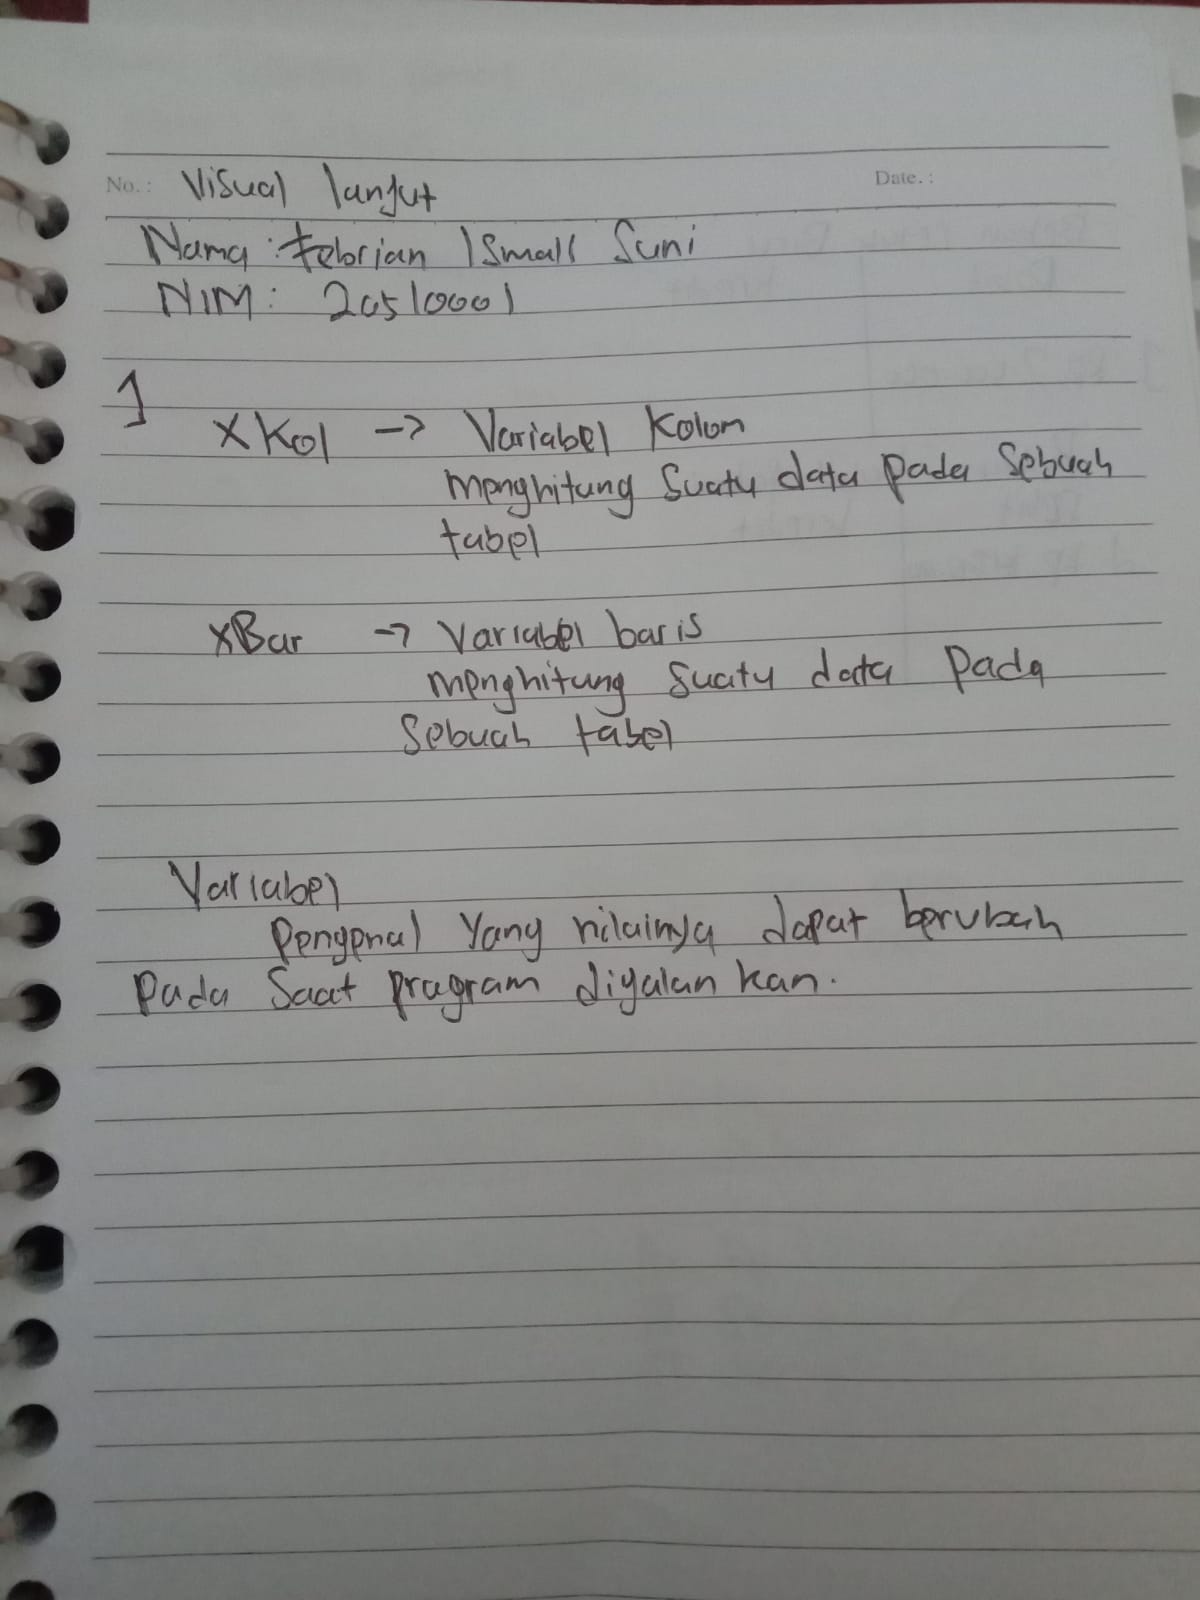 No.: Visual lanjut Date.:
Nama: Febrian Ismail Suni
NIM: 20510001
1
XKol -> Variabel Kolom
menghitung Suatu data pada Sebuah
tabel
XBar -> Variabel baris
menghitung Suatu data Pada
Sebuah tabel
Variabel
Pengenal Yang nilainya dapat berubah
Pada Saat program diyalankan.